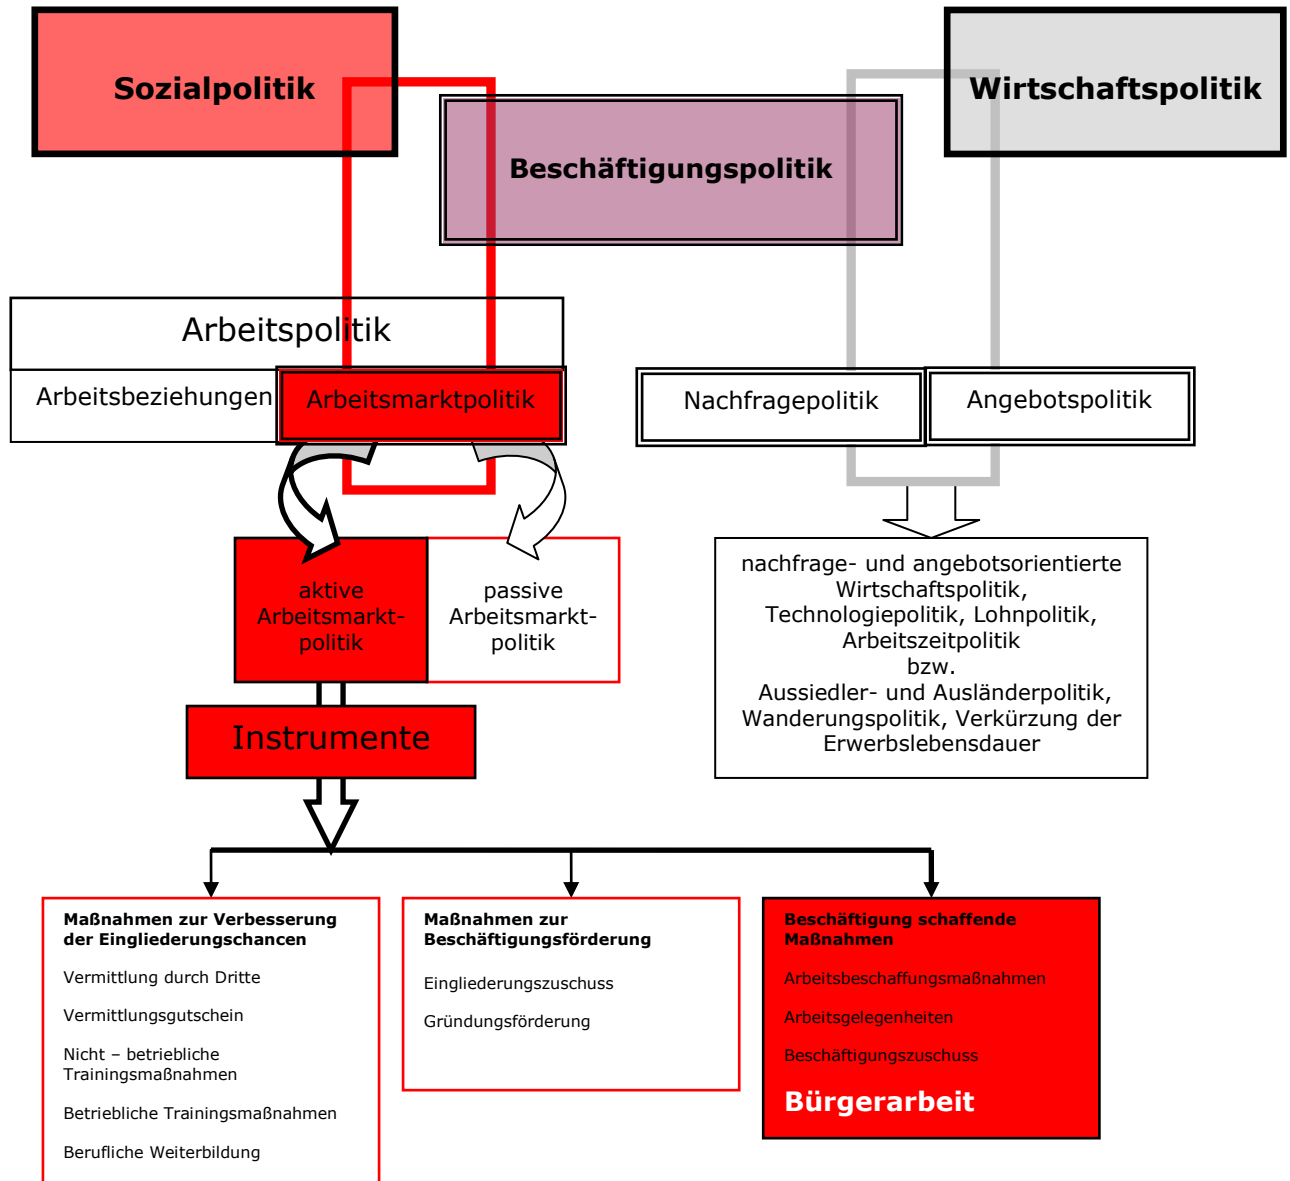 Sozialpolitik
Beschäftigungspolitik
Wirtschaftspolitik
Arbeitspolitik
Arbeitsbeziehungen
Arbeitsmarktpolitik
Nachfragepolitik
Angebotspolitik
aktive
Arbeitsmarkt-
politik
passive
Arbeitsmarkt-
politik
nachfrage- und angebotsorientierte
Wirtschaftspolitik,
Technologiepolitik, Lohnpolitik,
Arbeitszeitpolitik
bzw.
Aussiedler- und Ausländerpolitik,
Wanderungspolitik, Verkürzung der
Erwerbslebensdauer
Instrumente
Maßnahmen zur Verbesserung
der Eingliederungschancen
Vermittlung durch Dritte
Vermittlungsgutschein
Nicht – betriebliche
Trainingsmaßnahmen
Betriebliche Trainingsmaßnahmen
Berufliche Weiterbildung
Maßnahmen zur
Beschäftigungsförderung
Eingliederungszuschuss
Gründungsförderung
Beschäftigung schaffende
Maßnahmen
Arbeitsbeschaffungsmaßnahmen
Arbeitsgelegenheiten
Beschäftigungszuschuss
Bürgerarbeit